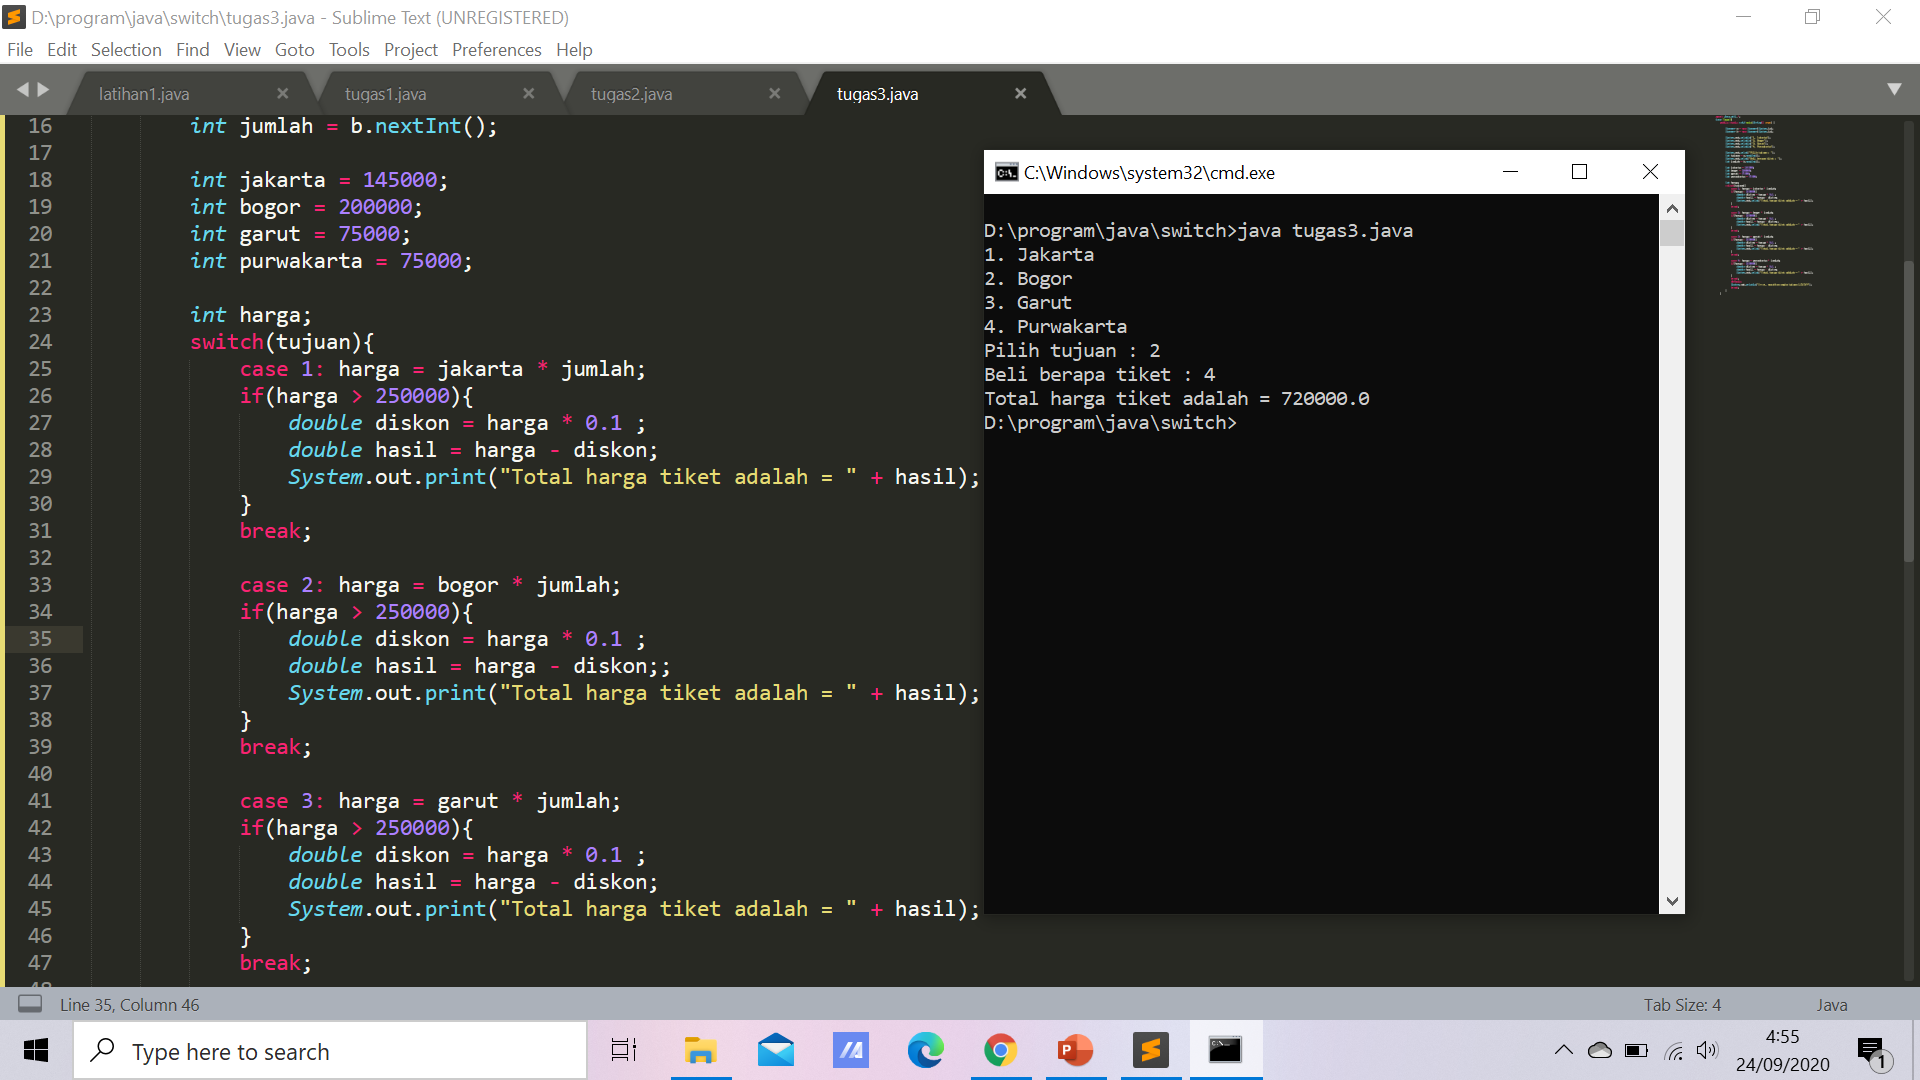 D:\program\java\switch\tugas3.java - Sublime Text (UNREGISTERED)
File Edit Selection Find View Goto Tools Project Preferences Help
latihan1.java tugas1.java tugas2.java tugas3.java
16 int jumlah = b.nextInt();
17
18 int jakarta = 145000;
19 int bogor = 200000;
20 int garut = 75000;
21 int purwakarta = 75000;
22
23 int harga;
24 switch(tujuan){
25 case 1: harga = jakarta * jumlah;
26 if(harga > 250000){
27 double diskon = harga * 0.1 ;
28 double hasil = harga - diskon;
29 System.out.print("Total harga tiket adalah = " + hasil);
30 }
31 break;
32
33 case 2: harga = bogor * jumlah;
34 if(harga > 250000){
35 double diskon = harga * 0.1 ;
36 double hasil = harga - diskon;;
37 System.out.print("Total harga tiket adalah = " + hasil);
38 }
39 break;
40
41 case 3: harga = garut * jumlah;
42 if(harga > 250000){
43 double diskon = harga * 0.1 ;
44 double hasil = harga - diskon;
45 System.out.print("Total harga tiket adalah = " + hasil);
46 }
47 break;
C:\Windows\system32\cmd.exe
D:\program\java\switch>java tugas3.java
1. Jakarta
2. Bogor
3. Garut
4. Purwakarta
Pilih tujuan : 2
Beli berapa tiket : 4
Total harga tiket adalah = 720000.0
D:\program\java\switch>
Line 35, Column 46
Tab Size: 4 Java
Type here to search
4:55
24/09/2020
1